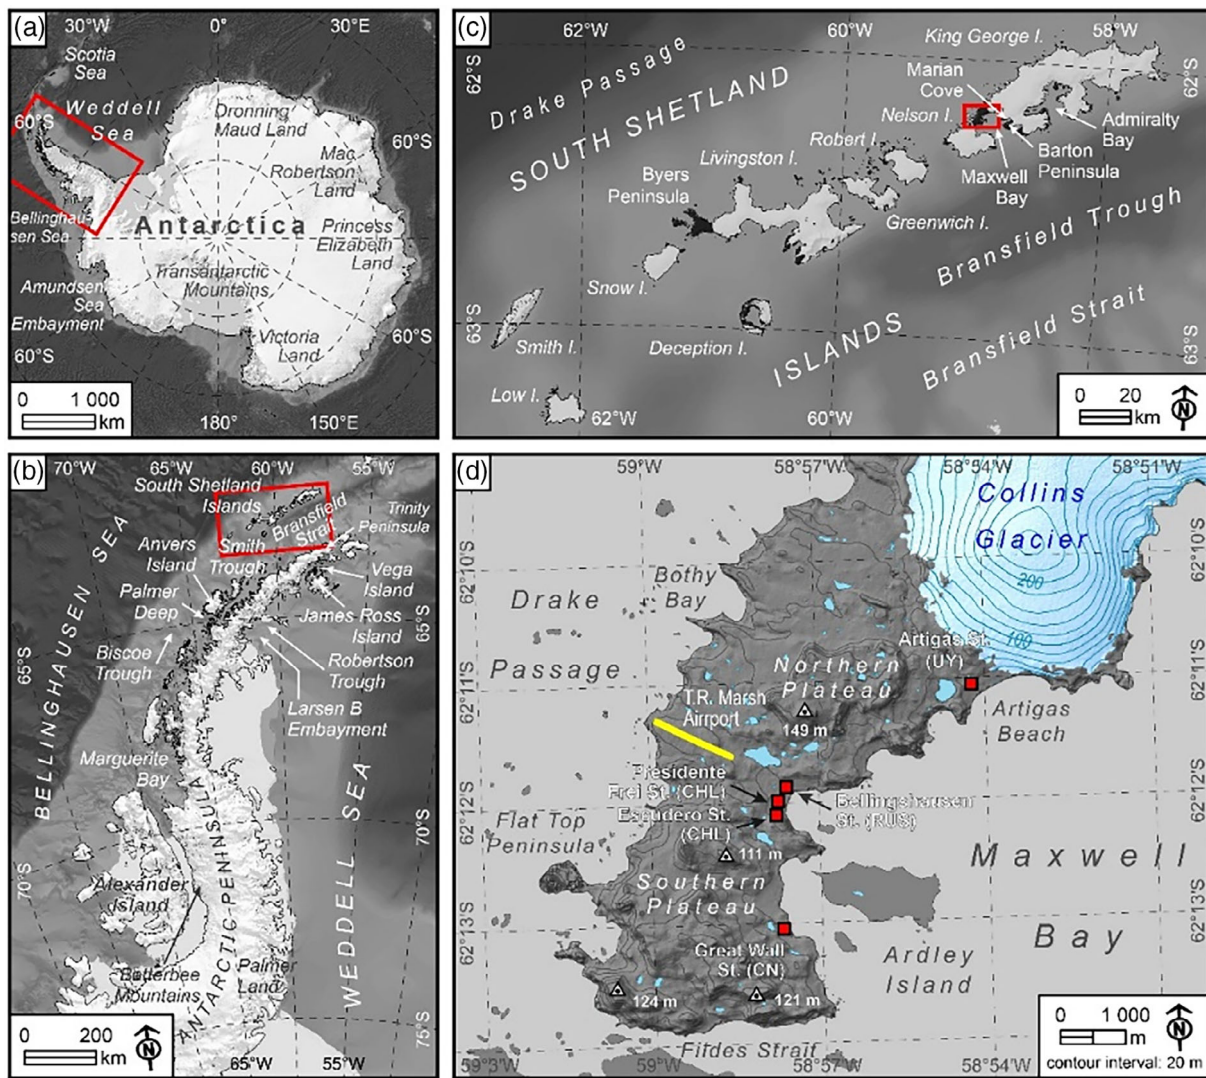 (a)
30°W
0°
30°E
Scotia
Sea
Weddell
Sea
60°S
60°S
Dronning
Maud Land
Mac
Robertson
Land
60°S
Bellinghau-
sen Sea
Antarctica
Princess
Elizabeth
Land
Transantarctic
Mountains
Amundsen
Sea
Embayment
Victoria
Land
60°S
60°S
0 1 000
km
180°
150°E
(c)
62°W
60°W
58°W
62°S
62°S
King George I.
Drake Passage
SOUTH SHETLAND
Marian
Cove
Nelson I.
Admiralty
Bay
Robert I.
Barton
Peninsula
Livingston I.
Maxwell
Bay
Byers
Peninsula
Greenwich I.
Bransfield Trough
Snow I.
ISLANDS
Bransfield Strait
63°S
63°S
Smith I.
Deception I.
Low I.
62°W
60°W
0 20
km
N
(b)
70°W
65°W
60°W
55°W
South Shetland
Islands
Bransfield
Strait
Trinity
Peninsula
Anvers
Island
Smith
Trough
Vega
Island
Palmer
Deep
James Ross
Island
65°S
BELLINGHAUSEN SEA
65°S
Biscoe
Trough
Robertson
Trough
Larsen B
Embayment
Marguerite
Bay
WEDDELL SEA
70°S
70°S
ANTARCTIC PENINSULA
Alexander
Island
Batterbee
Mountains
Palmer
Land
0 200
km
N
65°W
60°W
75°S
(d)
59°W
58°57'W
58°54'W
58°51'W
Collins
Glacier
200
100
62°10'S
62°10'S
Bothy
Bay
Drake
Passage
Artigas St.
(UY)
62°11'S
62°11'S
Northern
Plateau
T.R. Marsh
Airrport
149 m
Artigas
Beach
Presidente
Frei St. (CHL)
Escudero St.
(CHL)
Bellingshausen
St. (RUS)
62°12'S
62°12'S
Flat Top
Peninsula
111 m
Maxwell
Bay
Southern
Plateau
62°13'S
62°13'S
Great Wall
St. (CN)
Ardley
Island
124 m
121 m
Fildes Strait
59°W
58°57'W
58°54'W
0 1 000
m
N
contour interval: 20 m